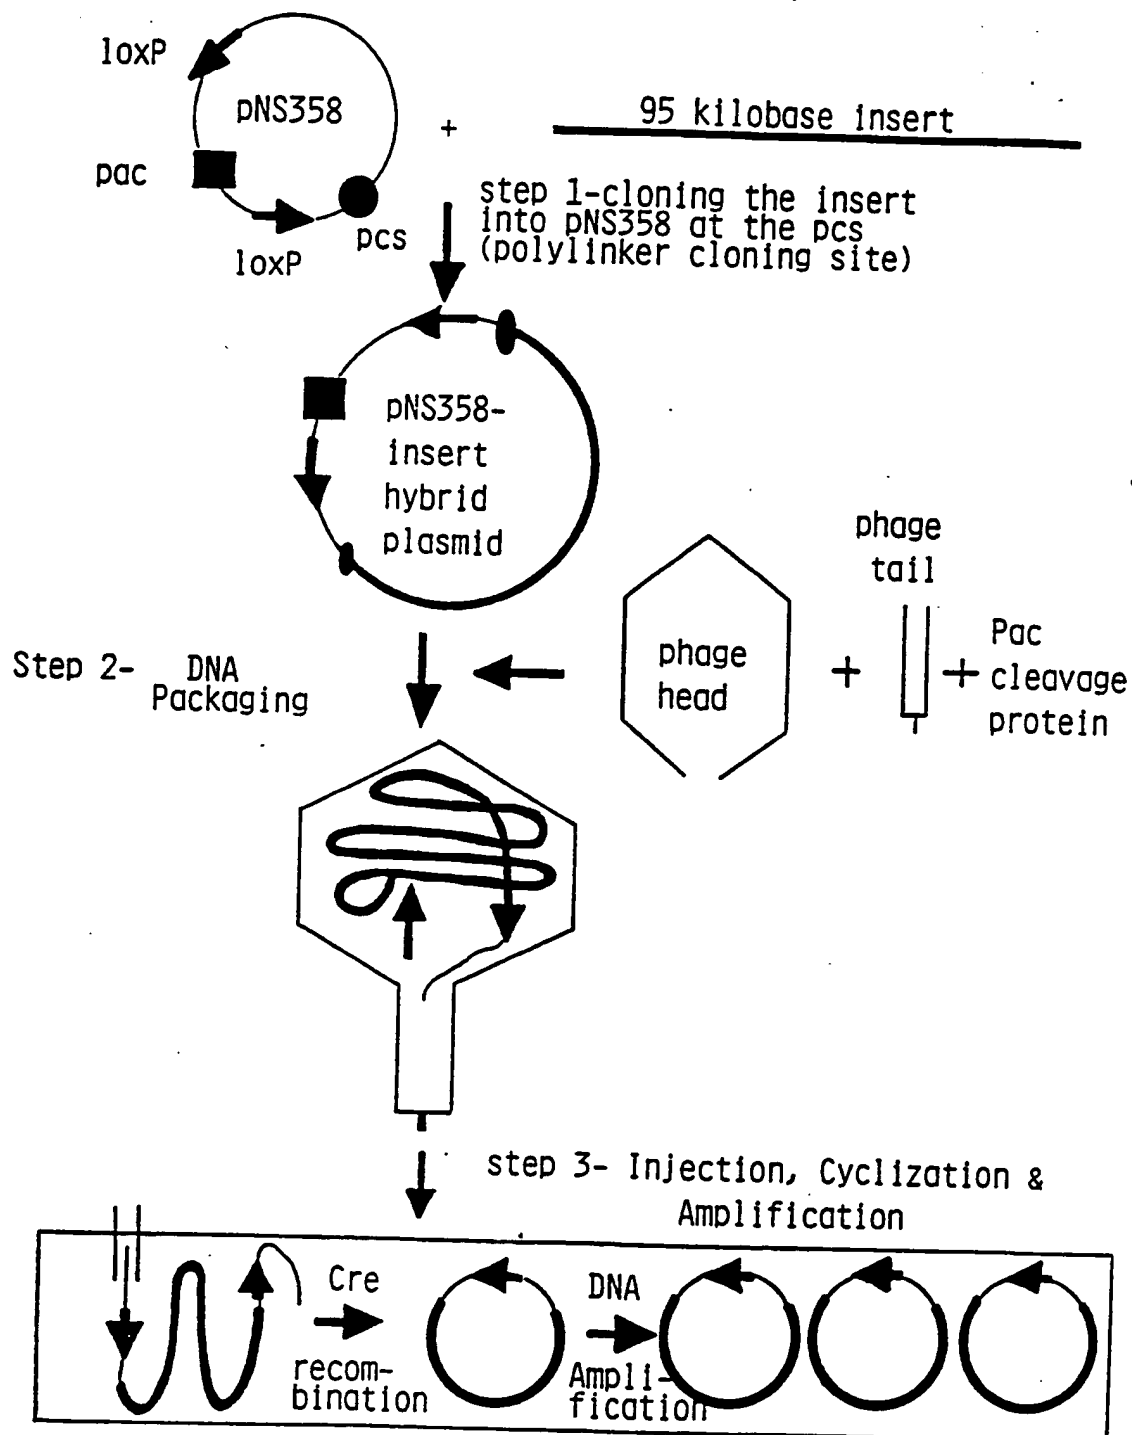 loxP
pNS358
+
95 kilobase insert
pac
loxP
pcs
step 1-cloning the insert
into pNS358 at the pcs
(polylinker cloning site)
pNS358-
insert
hybrid
plasmid
phage
head
+
phage
tail
+
Pac
cleavage
protein
Step 2- DNA
Packaging
step 3- Injection, Cyclization &
Amplification
Cre
recom-
bination
DNA
Ampli-
fication